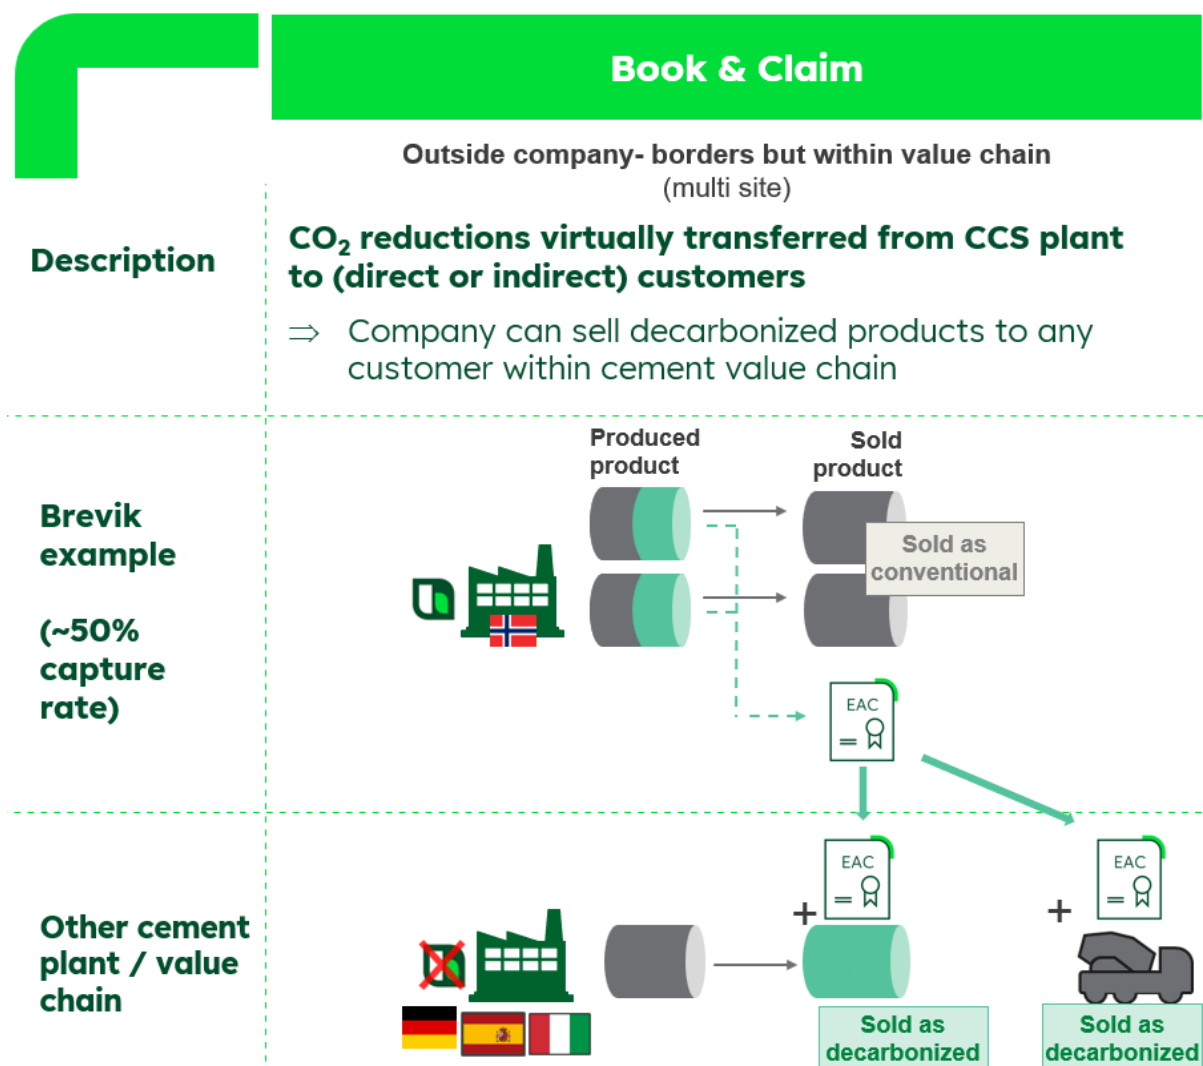 Book & Claim
Outside company- borders but within value chain
(multi site)
Description
CO₂ reductions virtually transferred from CCS plant
to (direct or indirect) customers
⇒ Company can sell decarbonized products to any
customer within cement value chain
Brevik
example
(~50%
capture
rate)
Produced
product
Sold
product
Sold as
conventional
EAC
Other cement
plant / value
chain
EAC
+
EAC
+
Sold as
decarbonized
Sold as
decarbonized